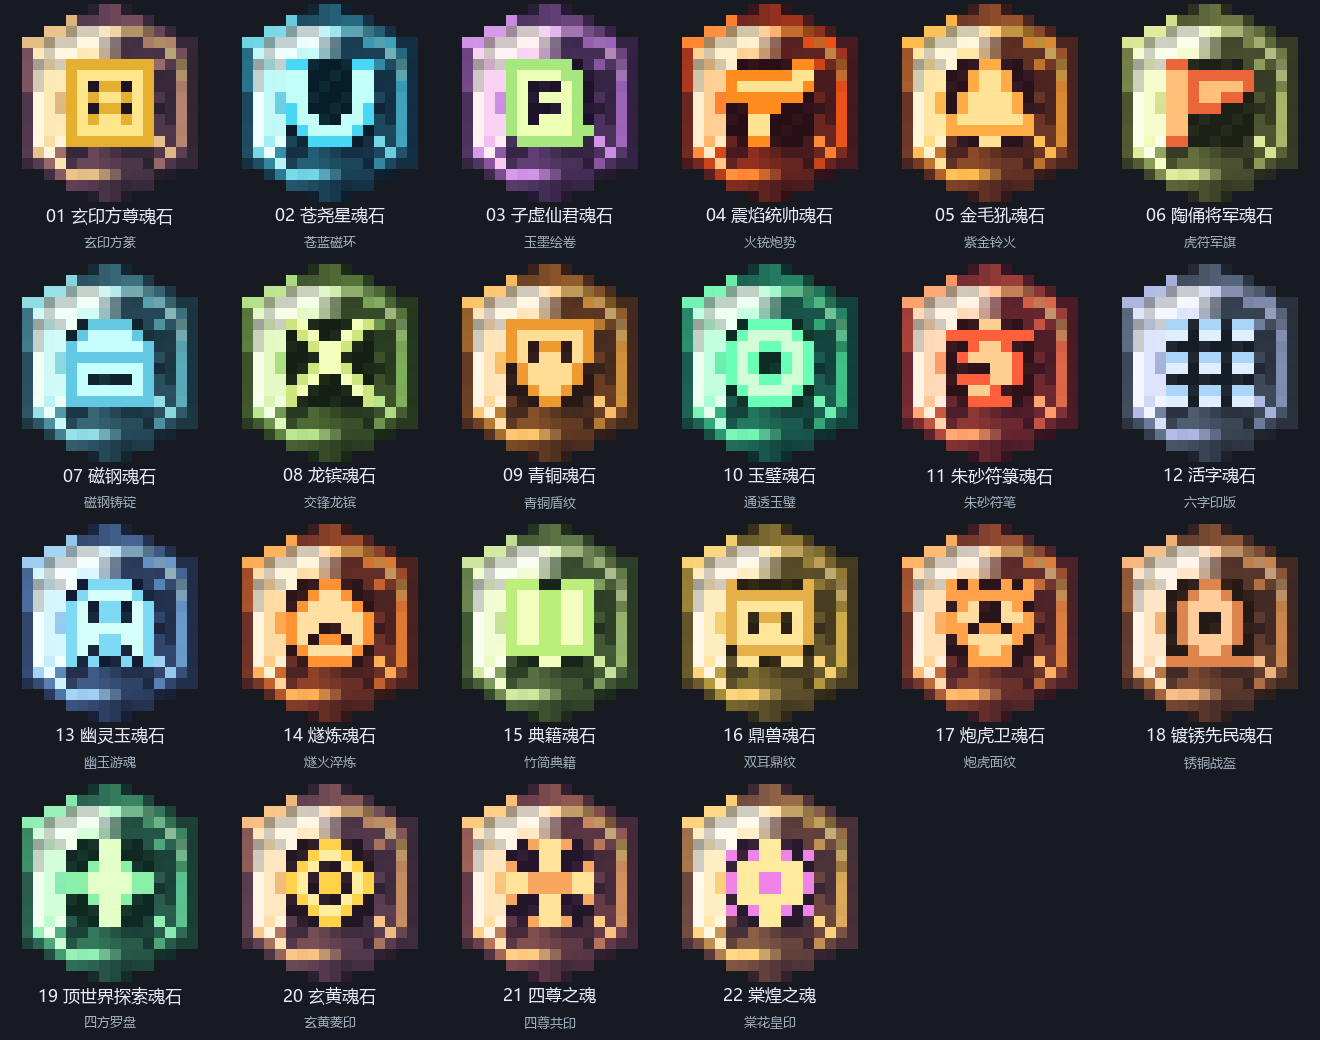 01 玄印方尊魂石
02 苍尧星魂石
03 子虚仙君魂石
04 震焰统帅魂石
05 金毛犼魂石
06 陶俑将军魂石
玄印方篆
苍蓝磁环
玉墨绘卷
火铳炮势
紫金铃火
虎符军旗
07 磁钢魂石
08 龙镔魂石
09 青铜魂石
10 玉璧魂石
11 朱砂符箓魂石
12 活字魂石
磁钢铸锭
交锋龙镔
青铜盾纹
通透玉璧
朱砂符笔
六字印版
13 幽灵玉魂石
14 燧炼魂石
15 典籍魂石
16 鼎兽魂石
17 炮虎卫魂石
18 镀锈先民魂石
幽玉游魂
燧火淬炼
竹简典籍
双耳鼎纹
炮虎面纹
锈铜战盔
19 顶世界探索魂石
20 玄黄魂石
21 四尊之魂
22 棠煌之魂
四方罗盘
玄黄菱印
四尊共印
棠花皇印